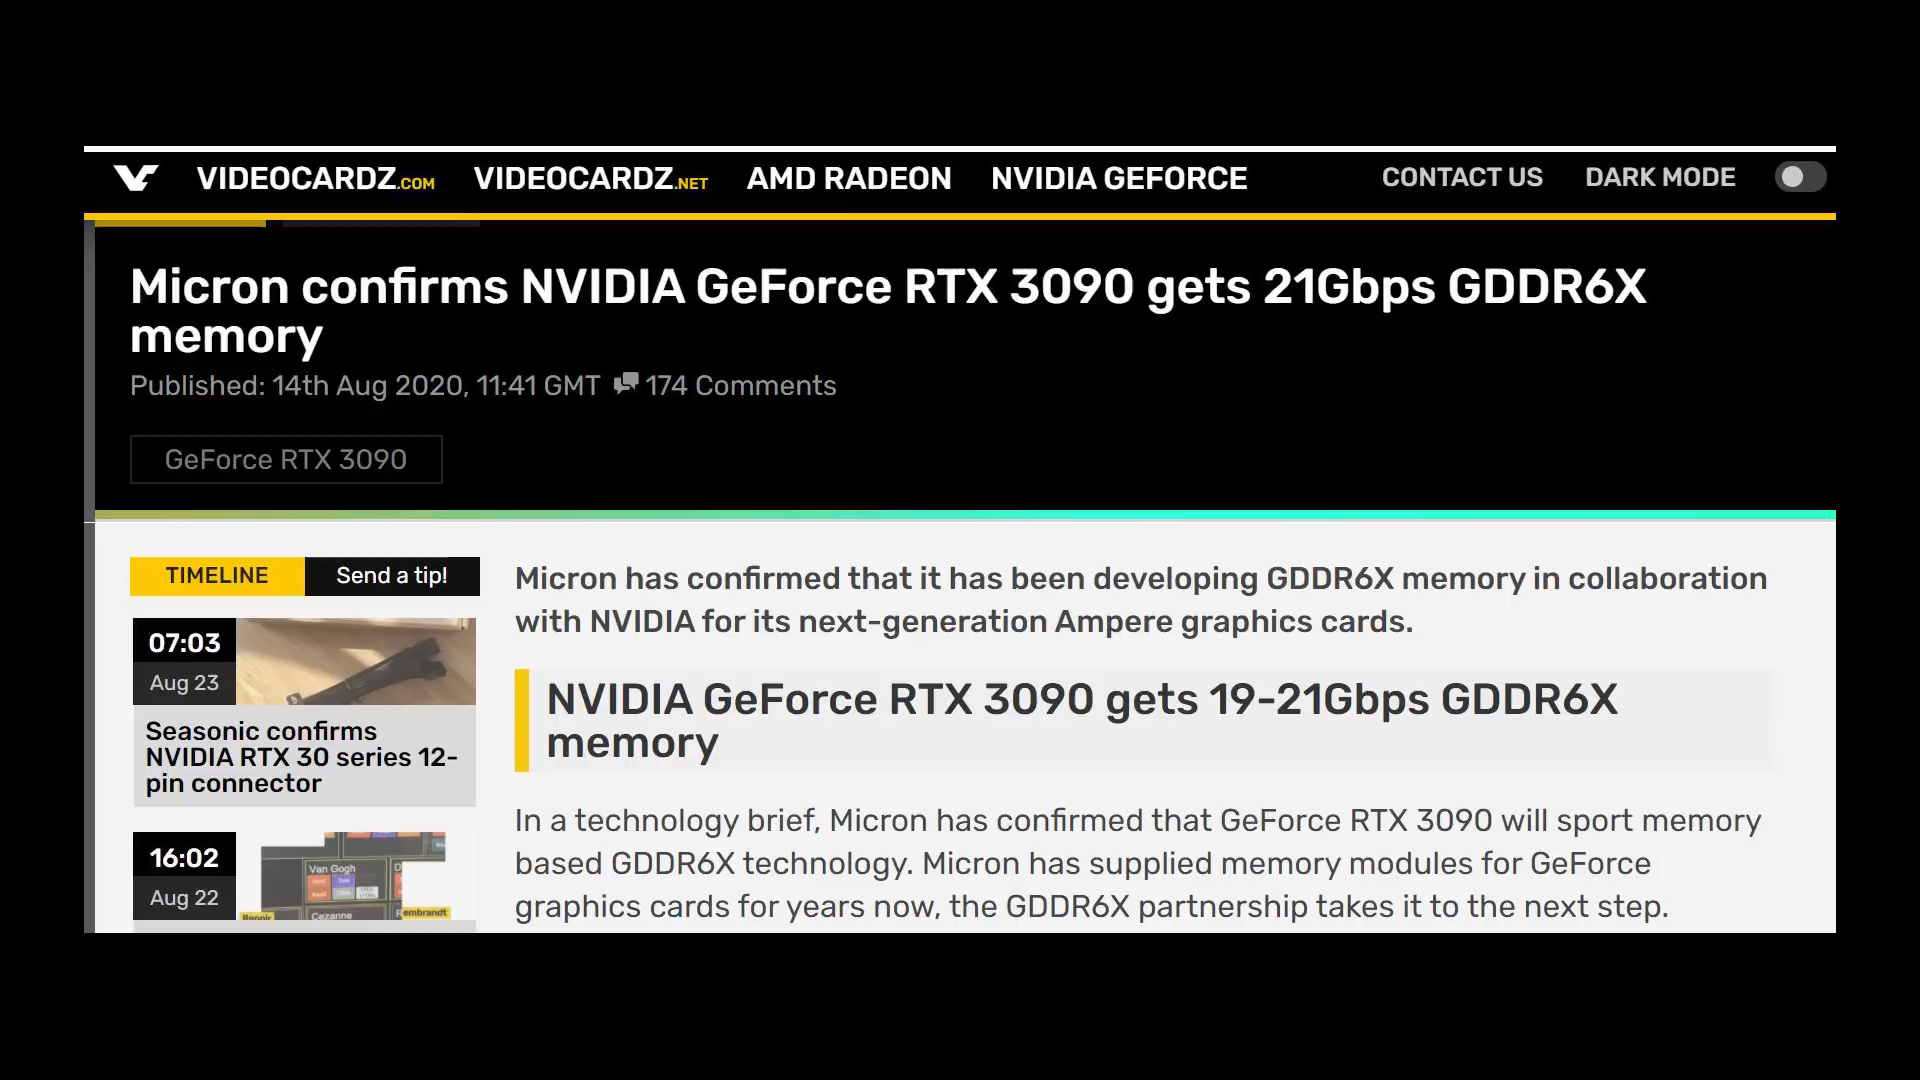 VIDEOCARDZ.COM VIDEOCARDZ.NET AMD RADEON NVIDIA GEFORCE CONTACT US DARK MODE
Micron confirms NVIDIA GeForce RTX 3090 gets 21Gbps GDDR6X
memory
Published: 14th Aug 2020, 11:41 GMT 174 Comments
GeForce RTX 3090
TIMELINE Send a tip!
07:03
Aug 23
Seasonic confirms
NVIDIA RTX 30 series 12-
pin connector
16:02
Aug 22
Van Gogh
Renoir
Cezanne
embrandt
Micron has confirmed that it has been developing GDDR6X memory in collaboration
with NVIDIA for its next-generation Ampere graphics cards.
NVIDIA GeForce RTX 3090 gets 19-21Gbps GDDR6X
memory
In a technology brief, Micron has confirmed that GeForce RTX 3090 will sport memory
based GDDR6X technology. Micron has supplied memory modules for GeForce
graphics cards for years now, the GDDR6X partnership takes it to the next step.